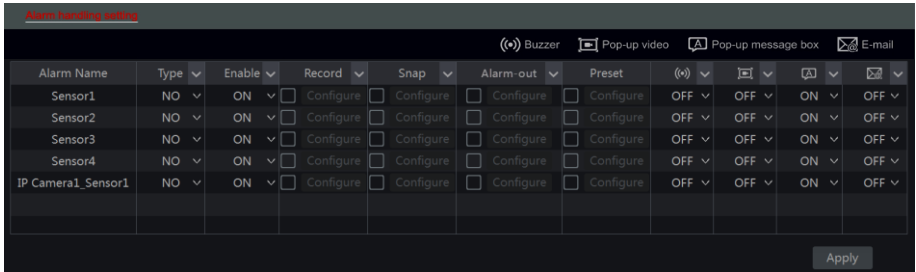 Alarm handling setting
Buzzer Pop-up video Pop-up message box E-mail
Alarm Name Type Enable Record Snap Alarm-out Preset
Sensor1 NO ON Configure Configure Configure Configure OFF OFF ON OFF
Sensor2 NO ON Configure Configure Configure Configure OFF OFF ON OFF
Sensor3 NO ON Configure Configure Configure Configure OFF OFF ON OFF
Sensor4 NO ON Configure Configure Configure Configure OFF OFF ON OFF
IP Camera1_Sensor1 NO ON Configure Configure Configure Configure OFF OFF ON OFF
Apply